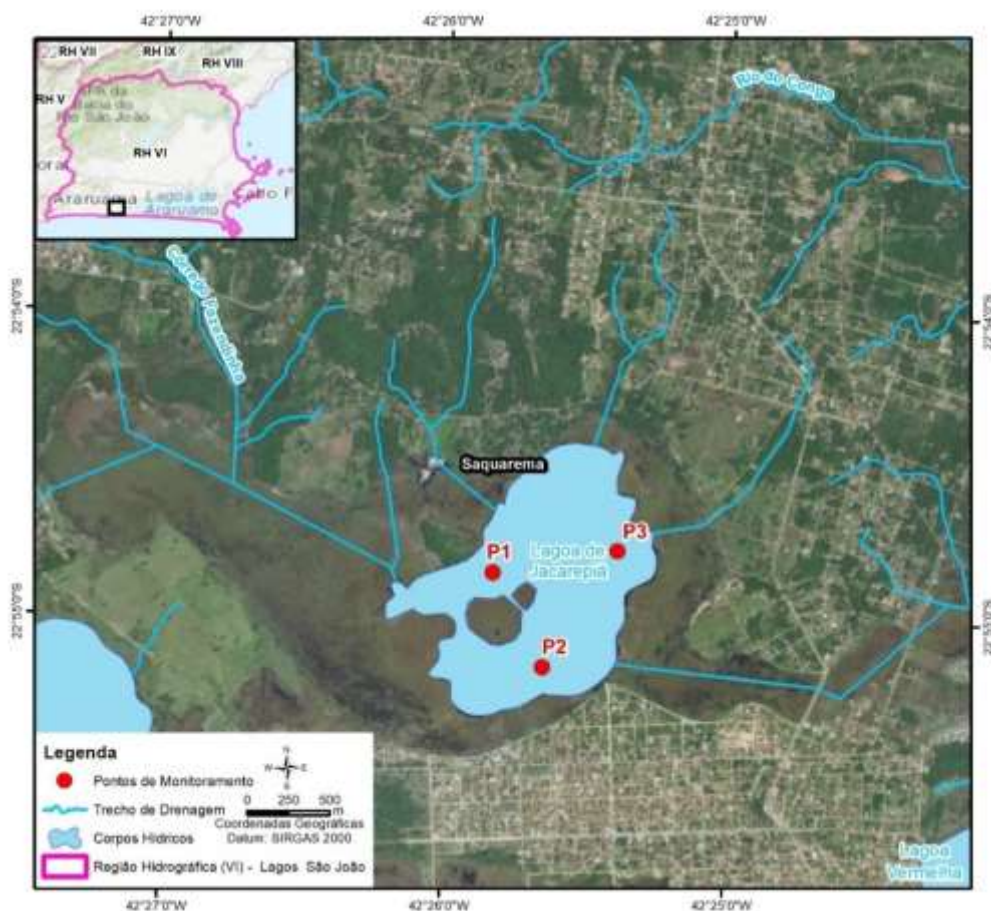 42°27'0"W
42°26'0"W
42°25'0"W
RH VII
RH IX
RH VIII
RH V
RH VI
Araruama
Lagoa de
Araruama
Cabo F
Rio do Congo
Córrego Fazendinha
22°54'0"S
22°54'0"S
Saquarema
P1
P3
Lagoa de
Jacarepiá
P2
22°55'0"S
22°55'0"S
Legenda
N
W
E
S
Pontos de Monitoramento
Trecho de Drenagem
0 250 500
m
Coordenadas Geográficas
Datum: SIRGAS 2000
Corpos Hídricos
Região Hidrográfica (VI) - Lagos São João
Lagoa
Vermelha
42°27'0"W
42°26'0"W
42°25'0"W